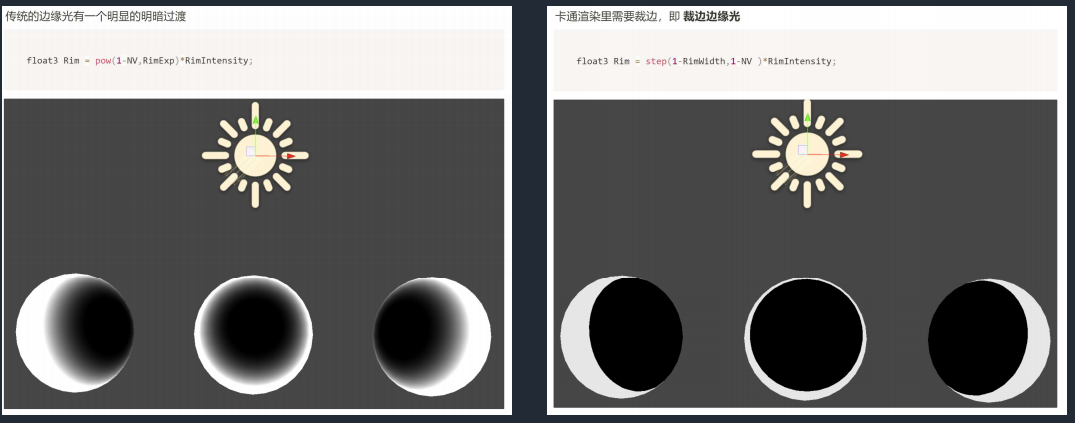 传统的边缘光有一个明显的明暗过渡
float3 Rim = pow(1-NV,RimExp)*RimIntensity;
卡通渲染里需要裁边，即 裁边边缘光
float3 Rim = step(1-RimWidth,1-NV )*RimIntensity;